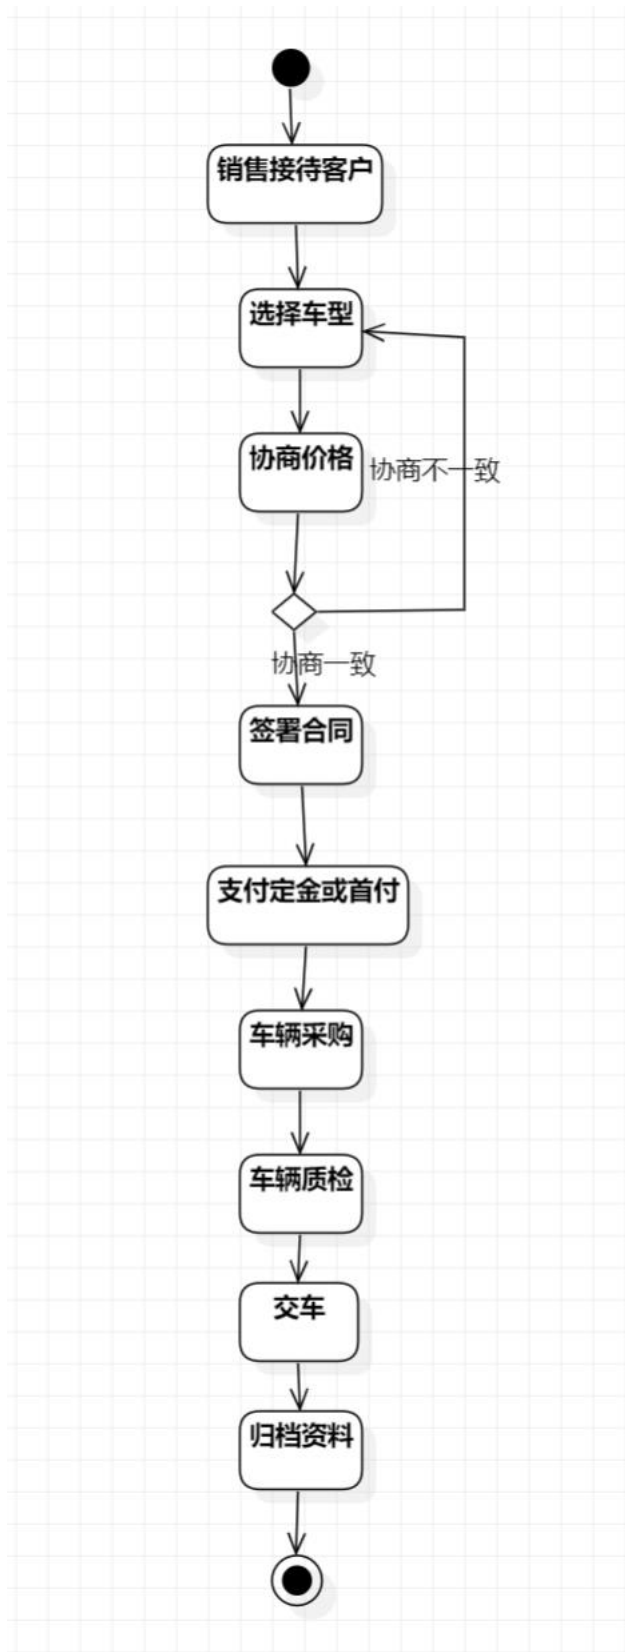 销售接待客户
选择车型
协商价格
协商不一致
协商一致
签署合同
支付定金或首付
车辆采购
车辆质检
交车
归档资料